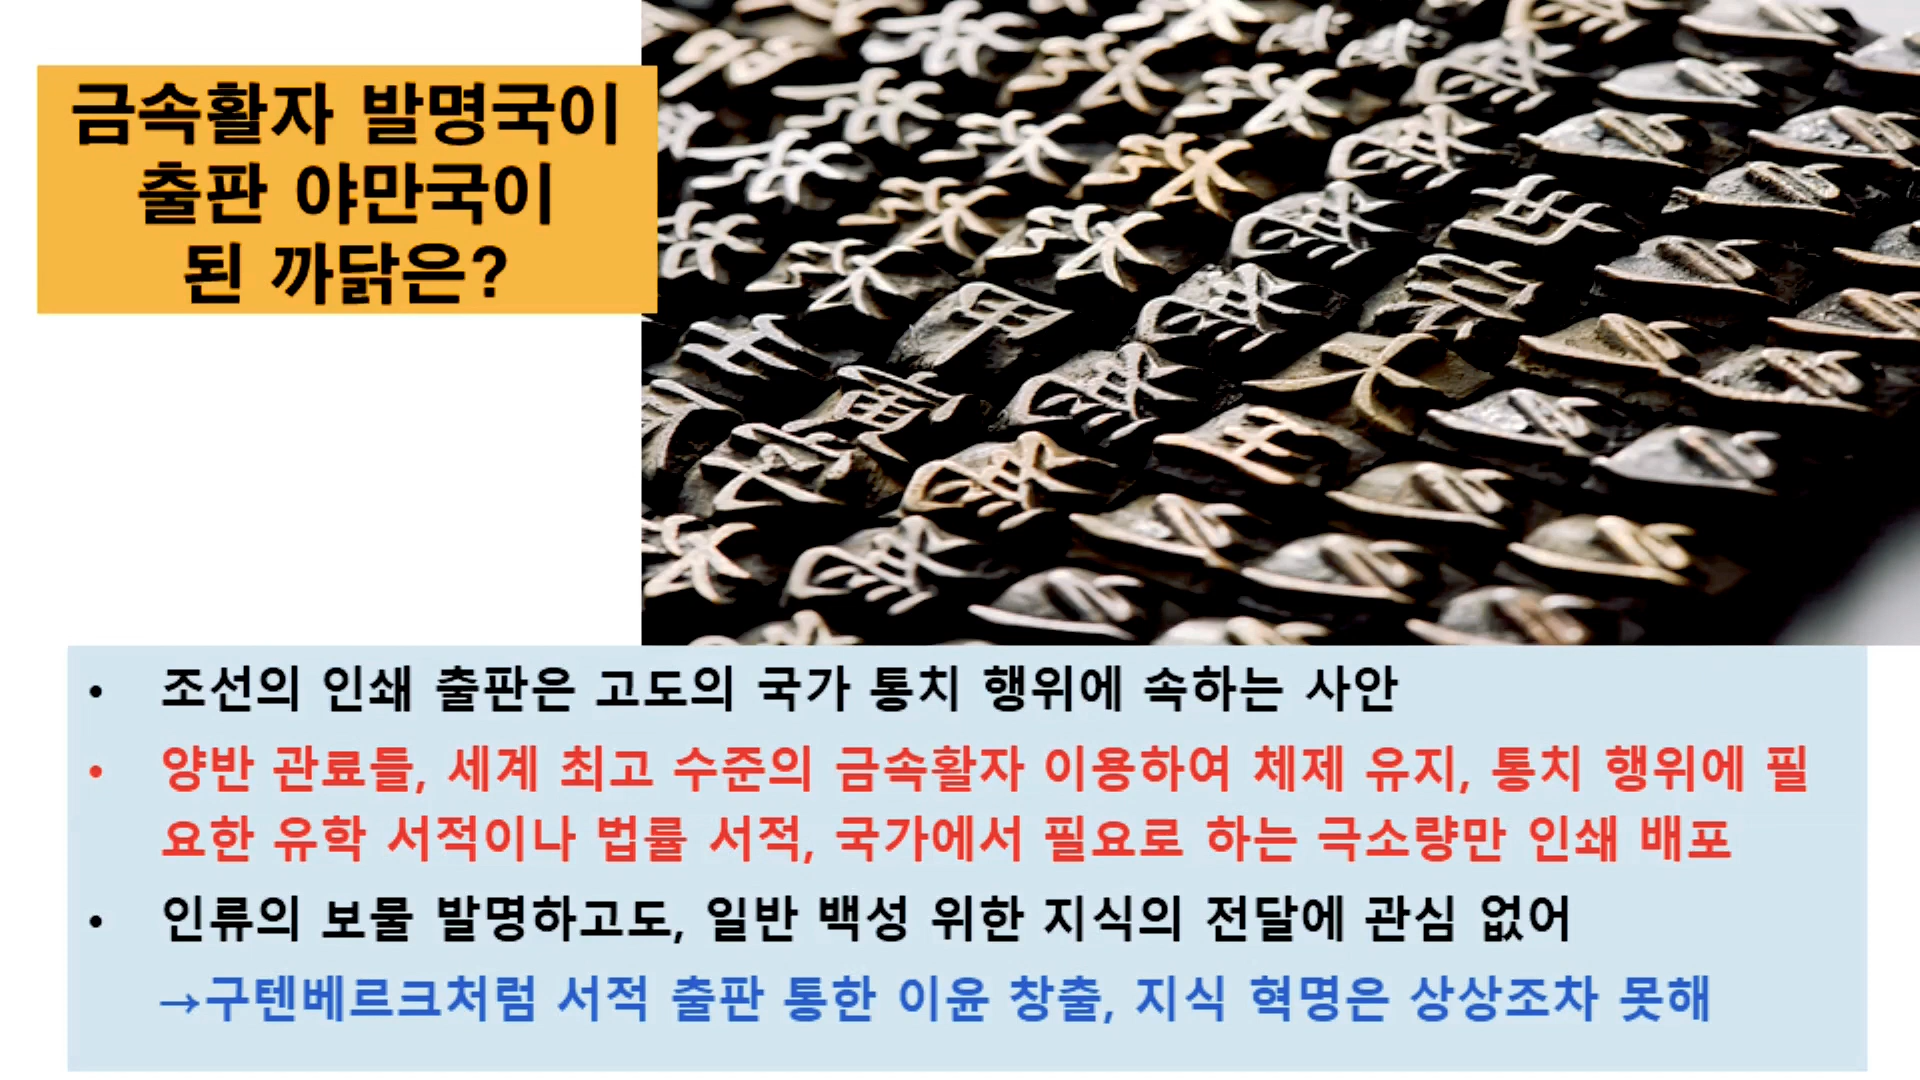 금속활자 발명국이
출판 야만국이
된 까닭은?
• 조선의 인쇄 출판은 고도의 국가 통치 행위에 속하는 사안
• 양반 관료들, 세계 최고 수준의 금속활자 이용하여 체제 유지, 통치 행위에 필
요한 유학 서적이나 법률 서적, 국가에서 필요로 하는 극소량만 인쇄 배포
• 인류의 보물 발명하고도, 일반 백성 위한 지식의 전달에 관심 없어
→구텐베르크처럼 서적 출판 통한 이윤 창출, 지식 혁명은 상상조차 못해